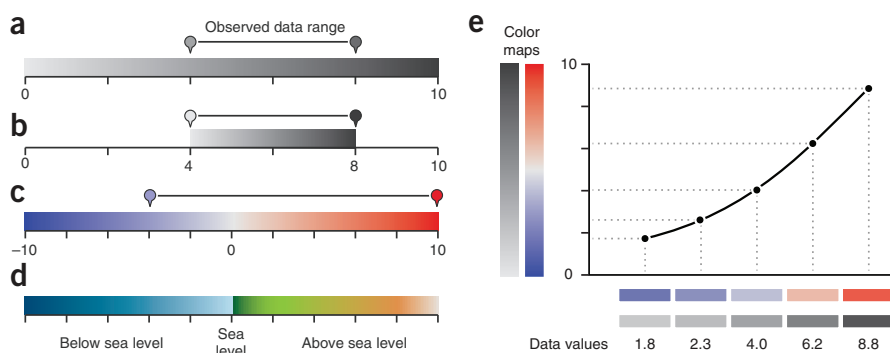 a
Observed data range
0
10
b
0
4
8
10
c
−10
0
10
d
Below sea level
Sea
level
Above sea level
e
Color
maps
10
0
Data values
1.8
2.3
4.0
6.2
8.8